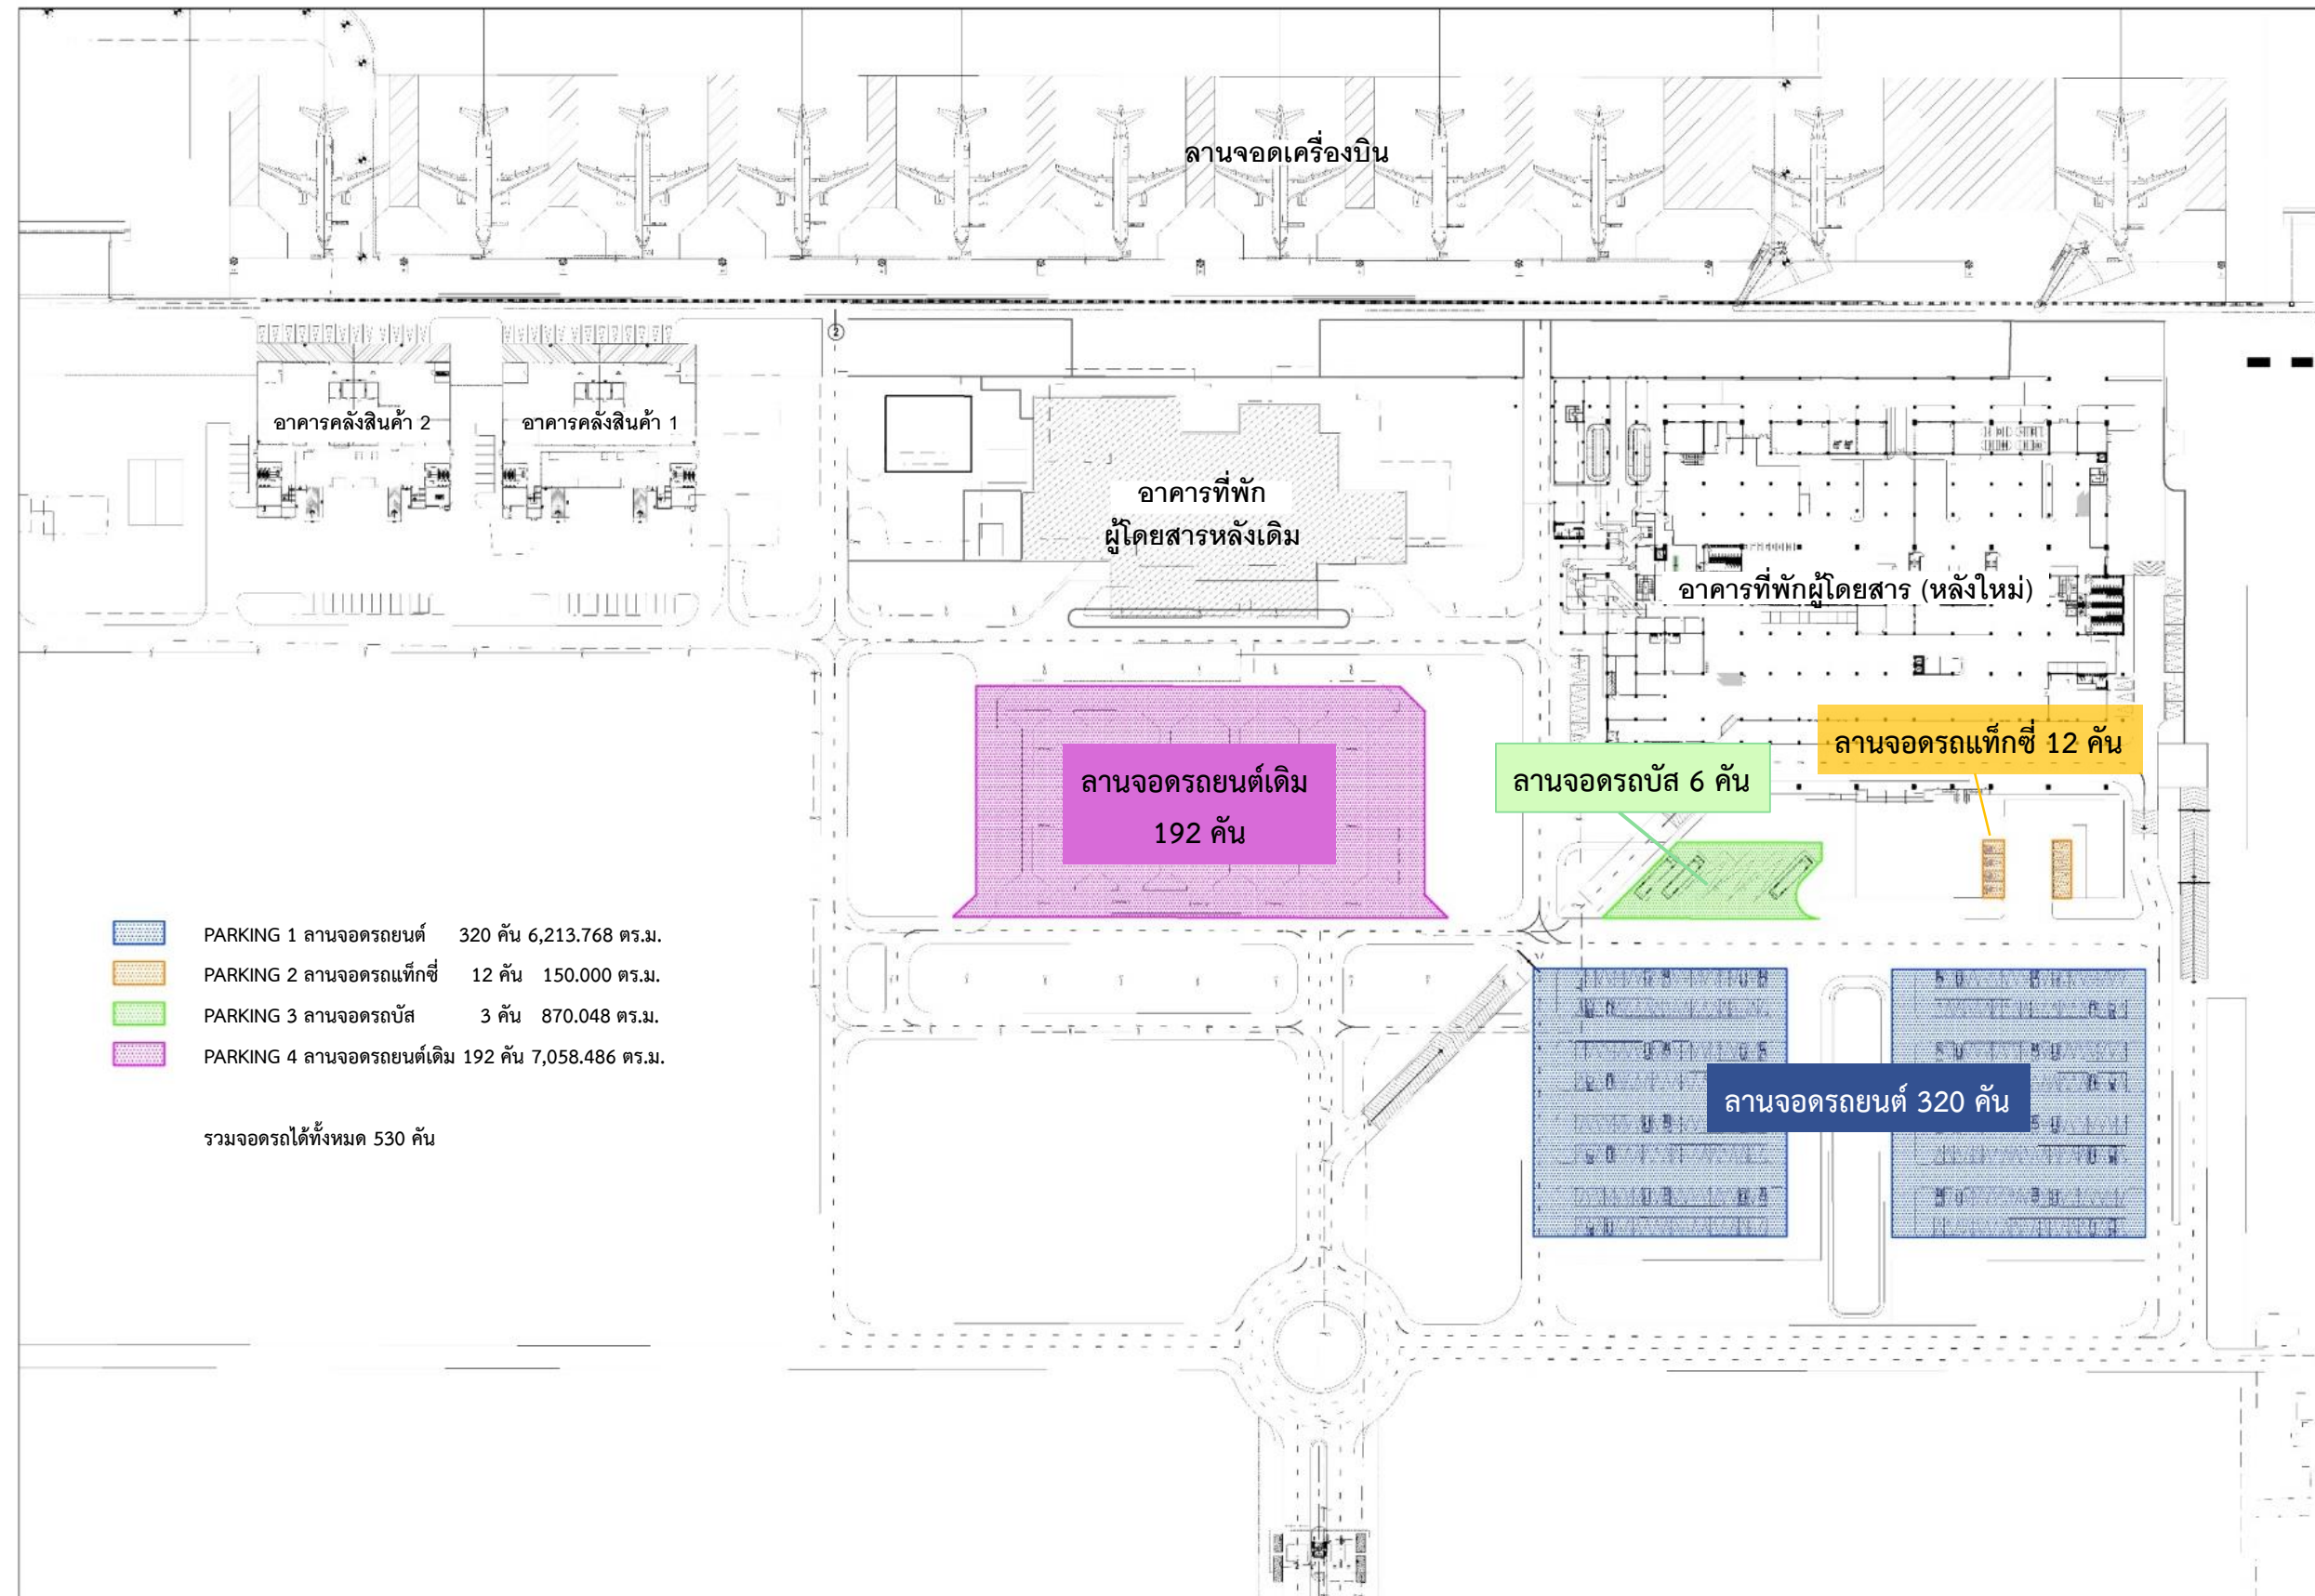 ลานจอดเครื่องบิน
2
อาคารคลังสินค้า 2
อาคารคลังสินค้า 1
อาคารที่พัก
ผู้โดยสารหลังเดิม
อาคารที่พักผู้โดยสาร (หลังใหม่)
ลานจอดรถแท็กซี่ 12 คัน
ลานจอดรถบัส 6 คัน
ลานจอดรถยนต์เดิม
192 คัน
PARKING 1 ลานจอดรถยนต์ 320 คัน 6,213.768 ตร.ม.
PARKING 2 ลานจอดรถแท็กซี่ 12 คัน 150.000 ตร.ม.
PARKING 3 ลานจอดรถบัส 3 คัน 870.048 ตร.ม.
PARKING 4 ลานจอดรถยนต์เดิม 192 คัน 7,058.486 ตร.ม.
รวมจอดรถได้ทั้งหมด 530 คัน
ลานจอดรถยนต์ 320 คัน